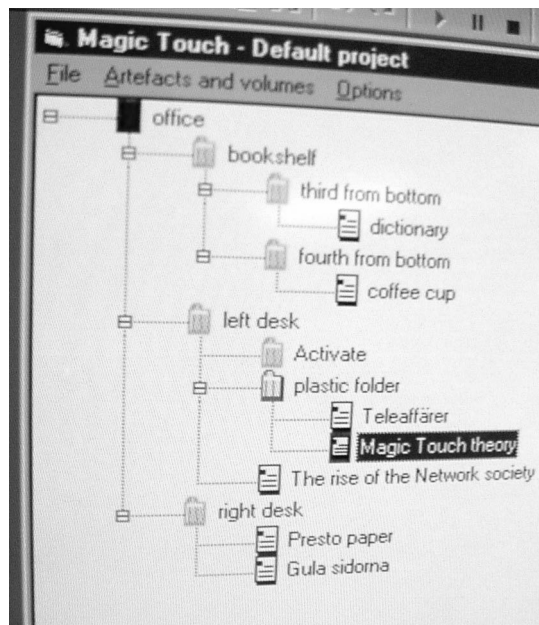 Magic Touch - Default project
File Artefacts and volumes Options
office
bookshelf
third from bottom
dictionary
fourth from bottom
coffee cup
left desk
Activate
plastic folder
Teleaffärer
Magic Touch theory
The rise of the Network society
right desk
Presto paper
Gula sidorna